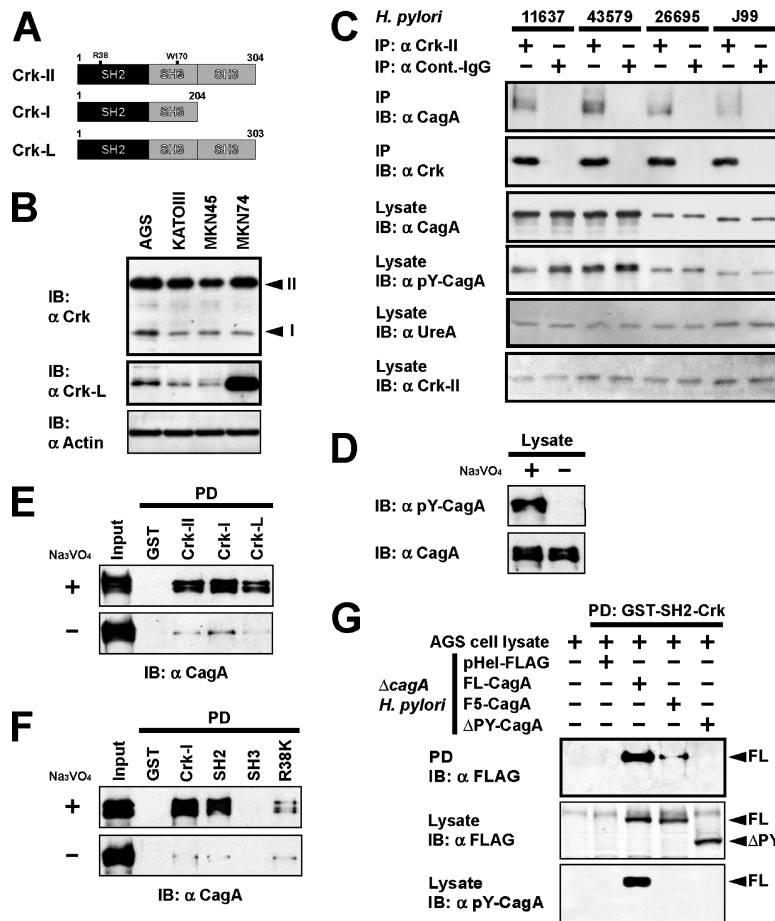 A
1 R38 W170 304
Crk-II SH2 SH3 SH3
1 204
Crk-I SH2 SH3
1 303
Crk-L SH2 SH3 SH3
B
AGS KATOIII MKN45 MKN74
IB:
α Crk
II
I
IB:
α Crk-L
IB:
α Actin
C
H. pylori 11637 43579 26695 J99
IP: α Crk-II + − + − + − + −
IP: α Cont.-IgG − + − + − + − +
IP
IB: α CagA
IP
IB: α Crk
Lysate
IB: α CagA
Lysate
IB: α pY-CagA
Lysate
IB: α UreA
Lysate
IB: α Crk-II
D
Lysate
Na3VO4 + −
IB: α pY-CagA
IB: α CagA
E
PD
Na3VO4 Input GST Crk-II Crk-I Crk-L
+
−
IB: α CagA
F
PD
Na3VO4 Input GST Crk-I SH2 SH3 R38K
+
−
IB: α CagA
G
PD: GST-SH2-Crk
AGS cell lysate + + + + +
pHel-FLAG − + − − −
ΔcagA FL-CagA − − + − −
H. pylori F5-CagA − − − + −
ΔPY-CagA − − − − +
PD
IB: α FLAG
FL
Lysate
IB: α FLAG
FL
ΔPY
Lysate
IB: α pY-CagA
FL